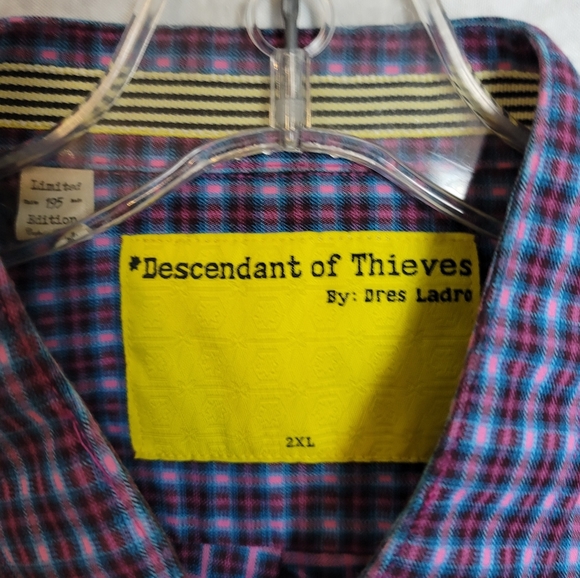 Limited
195
Edition
*Descendant of Thieves
By: Dres Ladro
2XL